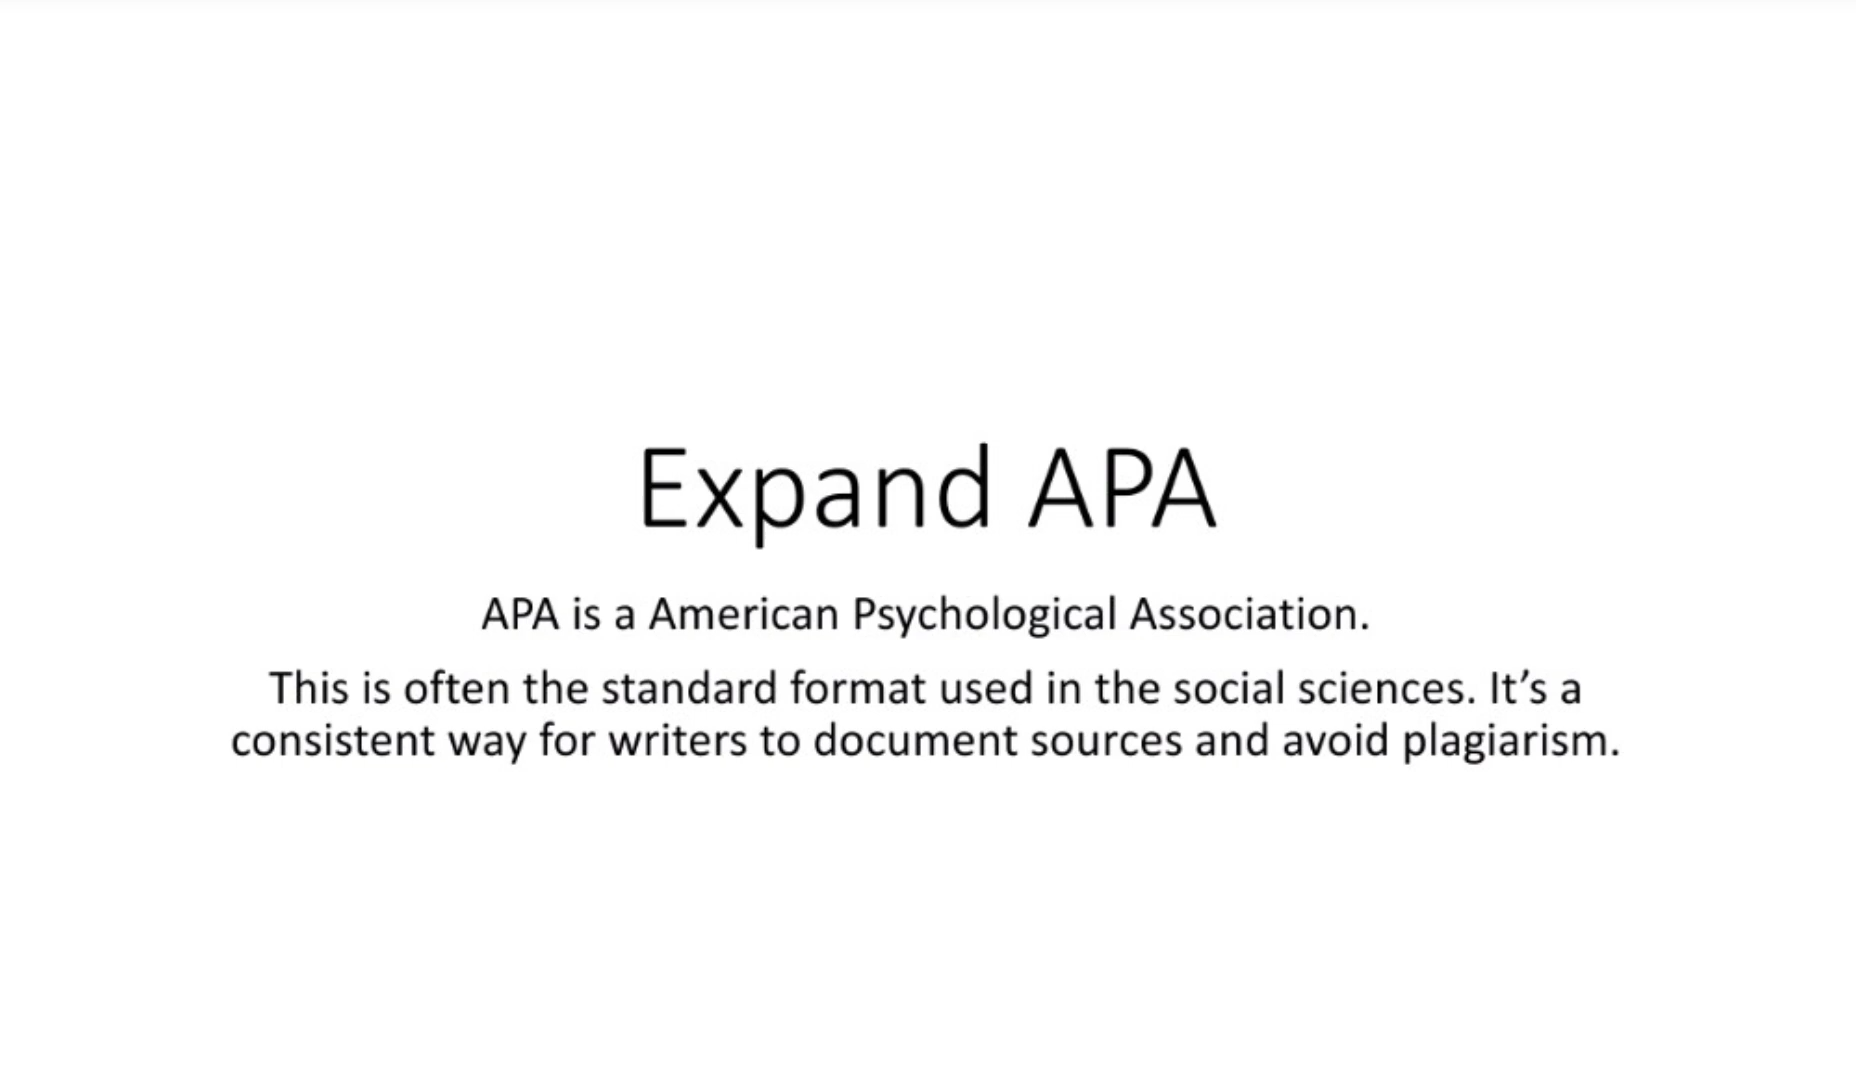 Expand APA
APA is a American Psychological Association.
This is often the standard format used in the social sciences. It’s a
consistent way for writers to document sources and avoid plagiarism.